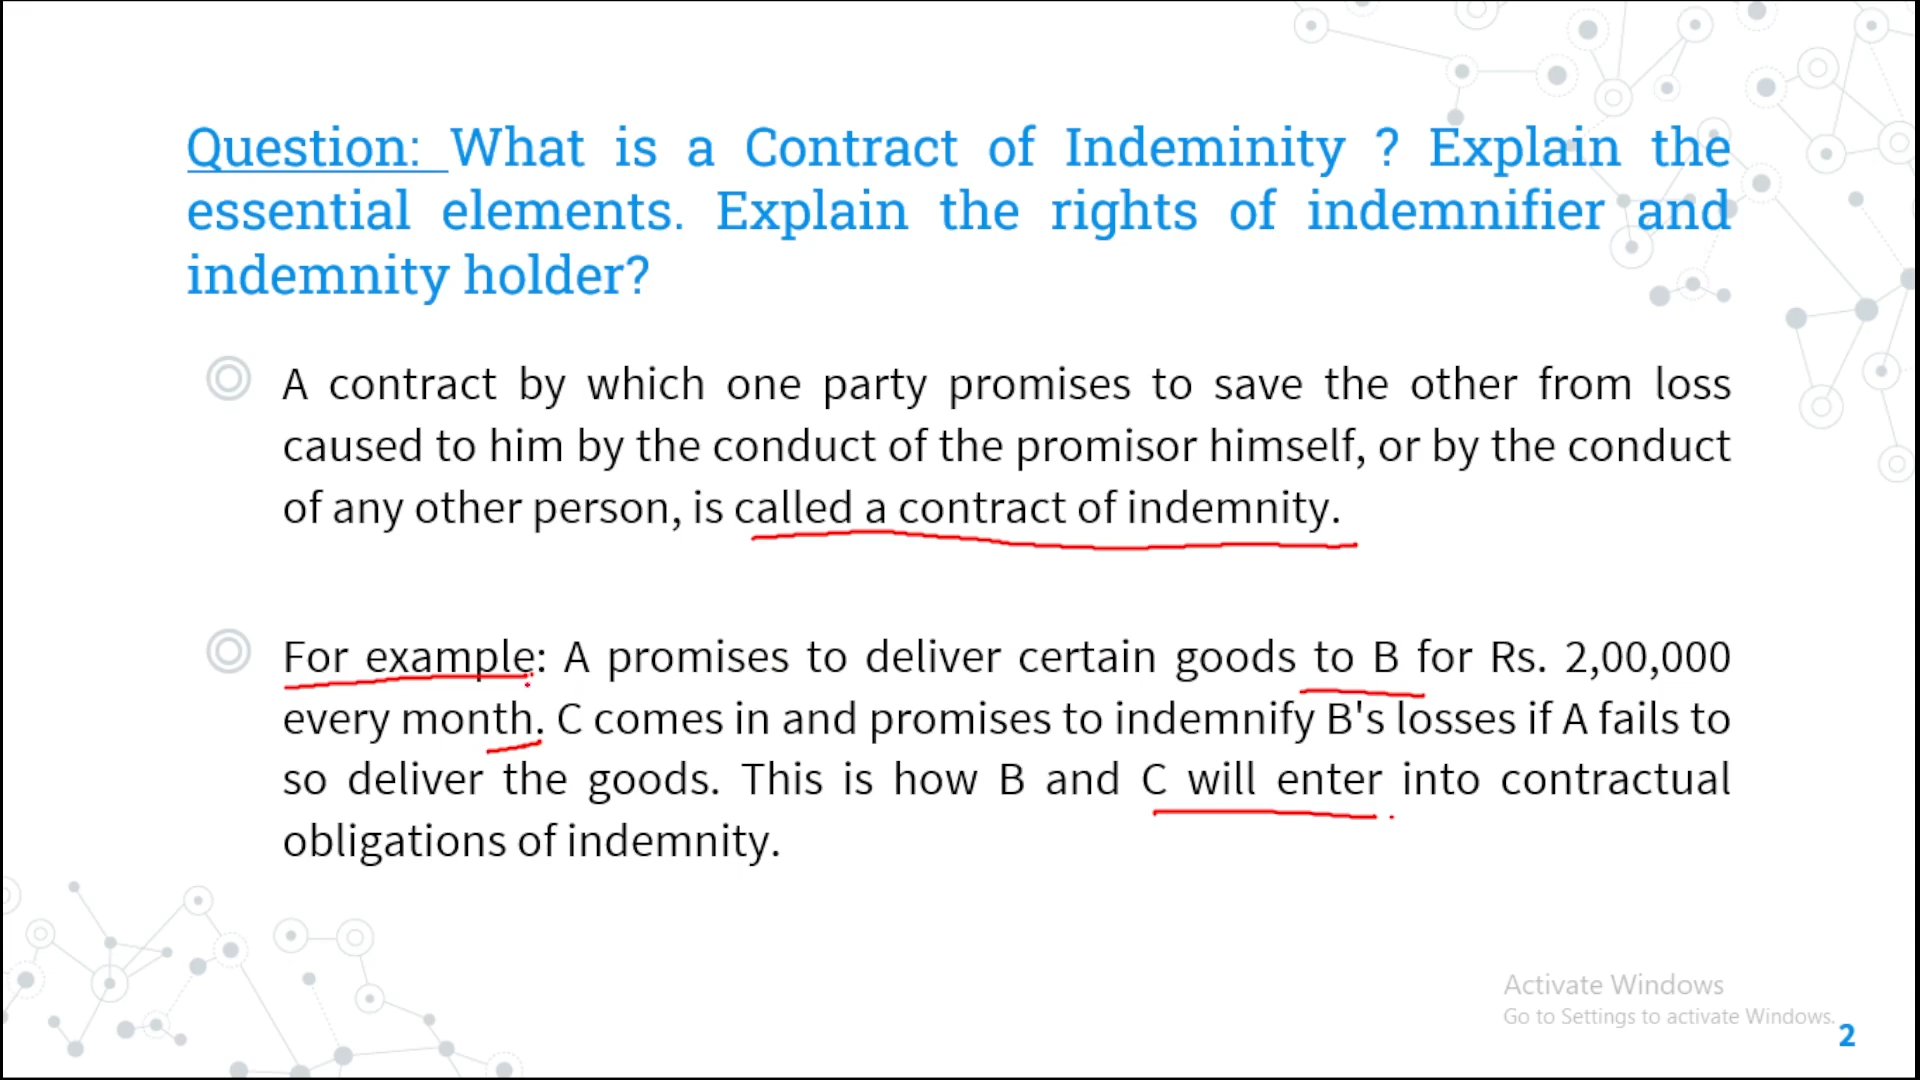 Question: What is a Contract of Indeminity ? Explain the
essential elements. Explain the rights of indemnifier and
indemnity holder?
A contract by which one party promises to save the other from loss
caused to him by the conduct of the promisor himself, or by the conduct
of any other person, is called a contract of indemnity.
For example: A promises to deliver certain goods to B for Rs. 2,00,000
every month. C comes in and promises to indemnify B's losses if A fails to
so deliver the goods. This is how B and C will enter into contractual
obligations of indemnity.
Activate Windows
Go to Settings to activate Windows.
2